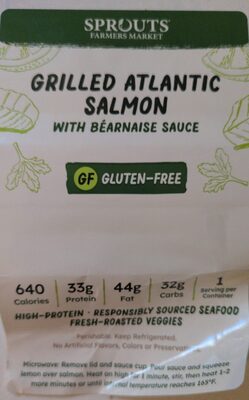 SPROUTS
FARMERS MARKET
GRILLED ATLANTIC
SALMON
WITH BÉARNAISE SAUCE
GF GLUTEN-FREE
640 33g 44g 32g 1
Calories Protein Fat Carbs Serving per Container
HIGH-PROTEIN · RESPONSIBLY SOURCED SEAFOOD
FRESH-ROASTED VEGGIES
Perishable. Keep Refrigerated.
No Artificial Flavors, Colors or Preservatives.
Microwave: Remove lid and sauce cup. Pour sauce and squeeze
lemon over salmon. Heat on high for 1 minute, stir, then heat 1-2
more minutes or until internal temperature reaches 165°F.